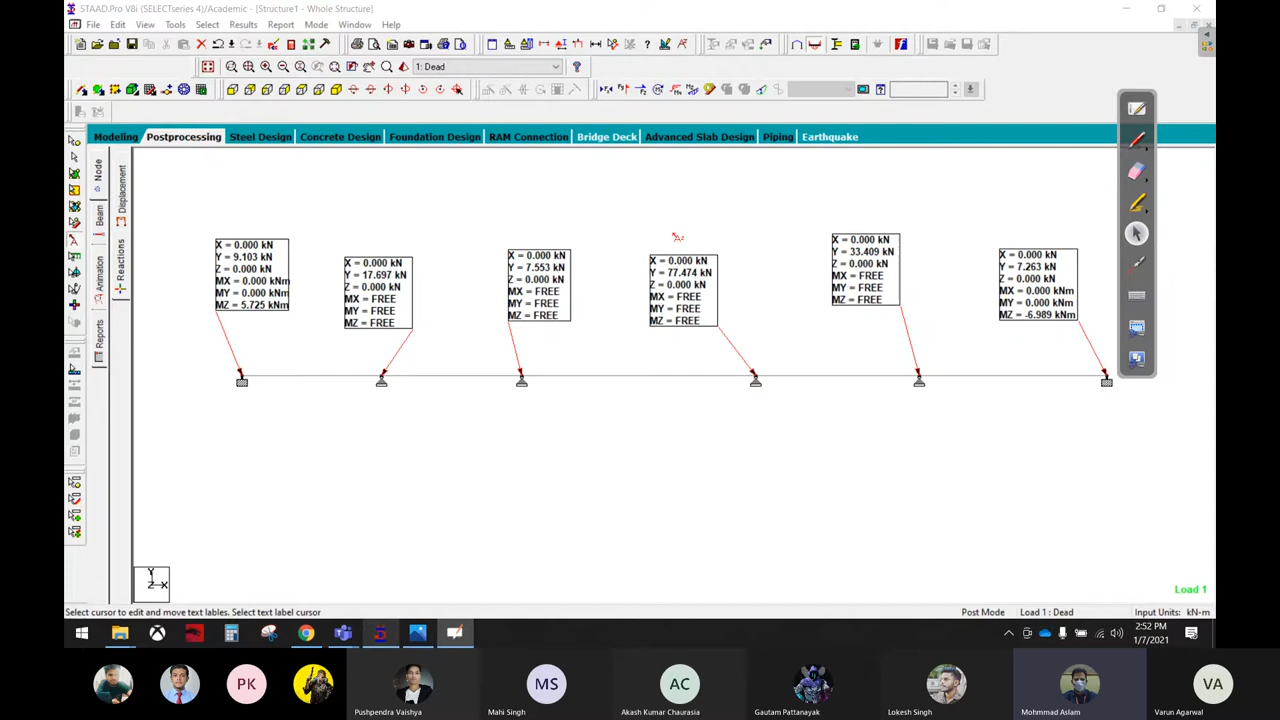 STAAD.Pro V8i (SELECTseries 4)/Academic - [Structure1 - Whole Structure]
File Edit View Tools Select Results Report Mode Window Help
1: Dead
Modeling Postprocessing Steel Design Concrete Design Foundation Design RAM Connection Bridge Deck Advanced Slab Design Piping Earthquake
Node
Beam
Animation
Reports
Displacement
Reactions
X = 0.000 kN
Y = 9.103 kN
Z = 0.000 kN
MX = 0.000 kNm
MY = 0.000 kNm
MZ = 5.725 kNm
X = 0.000 kN
Y = 17.697 kN
Z = 0.000 kN
MX = FREE
MY = FREE
MZ = FREE
X = 0.000 kN
Y = 7.553 kN
Z = 0.000 kN
MX = FREE
MY = FREE
MZ = FREE
X = 0.000 kN
Y = 77.474 kN
Z = 0.000 kN
MX = FREE
MY = FREE
MZ = FREE
X = 0.000 kN
Y = 33.409 kN
Z = 0.000 kN
MX = FREE
MY = FREE
MZ = FREE
X = 0.000 kN
Y = 7.263 kN
Z = 0.000 kN
MX = 0.000 kNm
MY = 0.000 kNm
MZ = -6.989 kNm
Y
Z X
Load 1
Select cursor to edit and move text lables. Select text label cursor
Post Mode
Load 1 : Dead
Input Units: kN-m
2:52 PM
1/7/2021
PK
MS
AC
VA
Pushpendra Vaishya
Mahi Singh
Akash Kumar Chaurasia
Gautam Pattanayak
Lokesh Singh
Mohmmad Aslam
Varun Agarwal